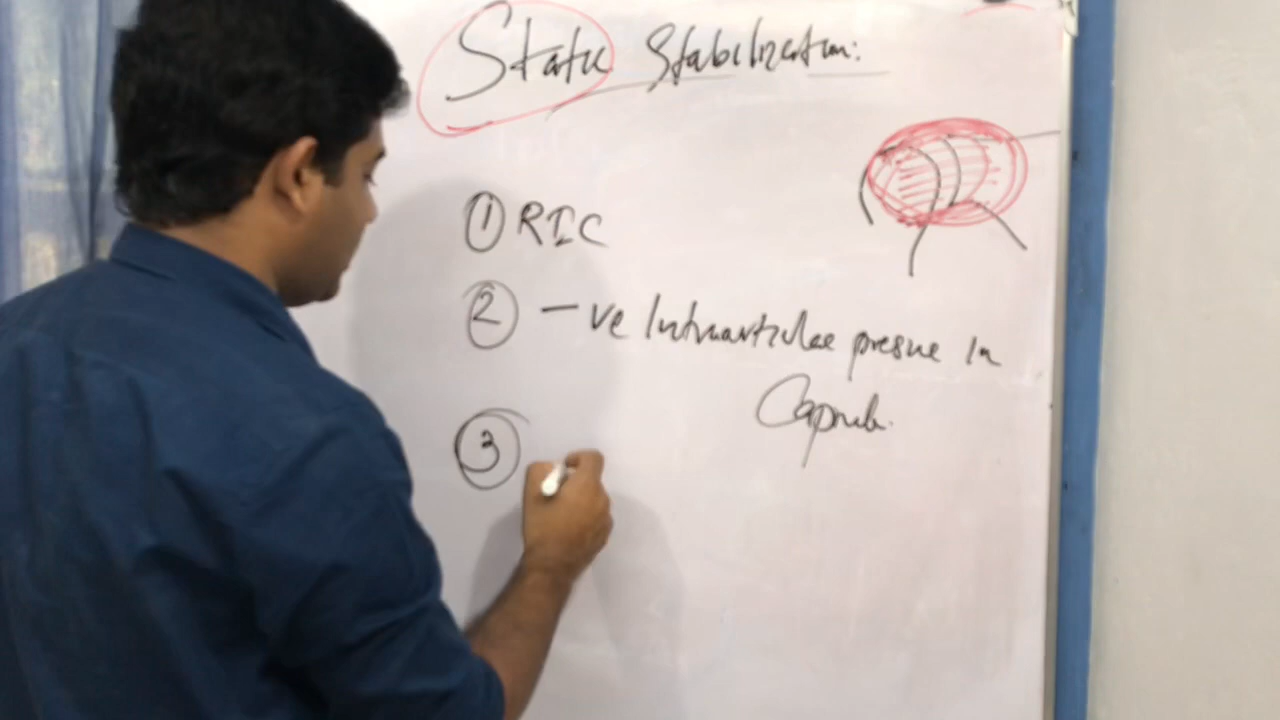 Static Stabilization:
① RIC
② -ve Intraarticular pressure in
Capsule.
③